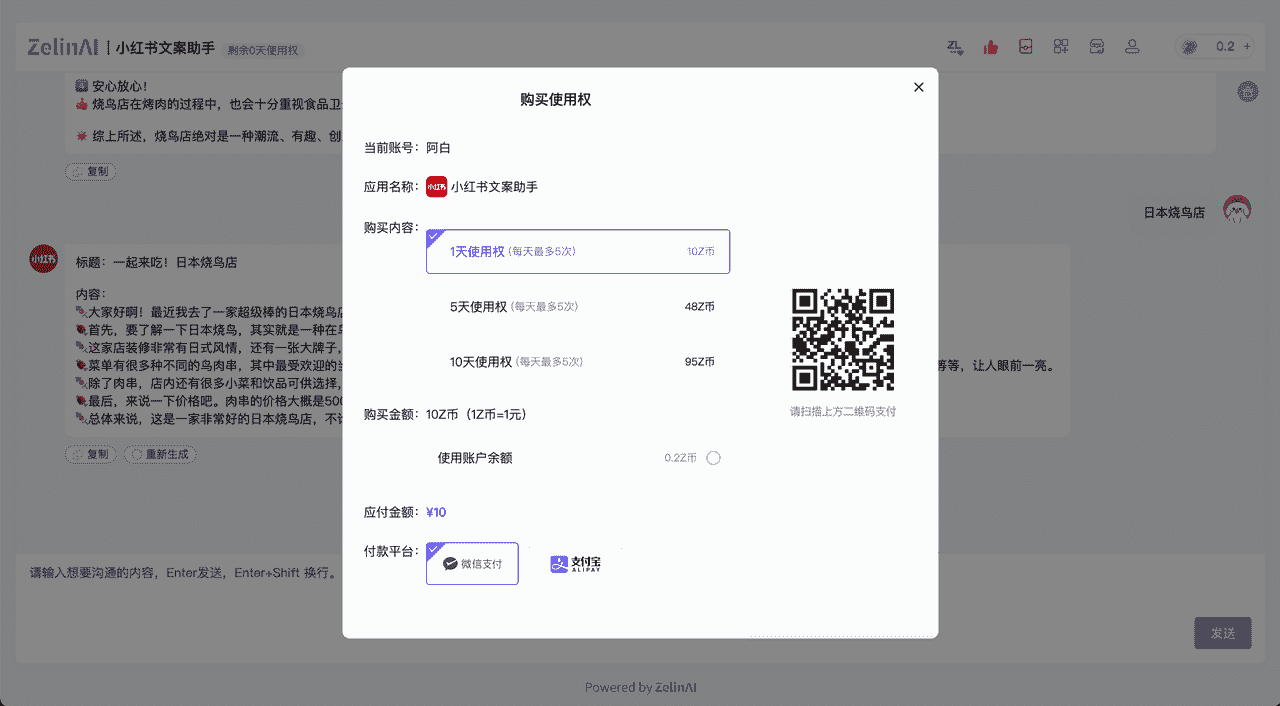 ZelinAI | 小红书文案助手 剩余0天使用权
0.2 +
安心放心！
烧鸟店在烤肉的过程中，也会十分重视食品卫
综上所述，烧鸟店绝对是一种潮流、有趣、创
复制
日本烧鸟店
小红书
标题：一起来吃！日本烧鸟店
内容：
大家好啊！最近我去了一家超级棒的日本烧鸟店
首先，要了解一下日本烧鸟，其实就是一种在
这家店装修非常有日式风情，还有一张大牌子，
菜单有很多种不同的鸟肉串，其中最受欢迎的
等等，让人眼前一亮。
除了肉串，店内还有很多小菜和饮品可供选择，
最后，来说一下价格吧。肉串的价格大概是500
总体来说，这是一家非常好的日本烧鸟店，不
复制
重新生成
购买使用权
当前账号：阿白
应用名称：小红书 小红书文案助手
购买内容：
1天使用权 (每天最多5次) 10Z币
5天使用权 (每天最多5次) 48Z币
10天使用权 (每天最多5次) 95Z币
请扫描上方二维码支付
购买金额：10Z币（1Z币=1元）
使用账户余额 0.2Z币
应付金额：¥10
付款平台：
微信支付
支付宝
ALIPAY
请输入想要沟通的内容，Enter发送，Enter+Shift 换行。
发送
Powered by ZelinAI